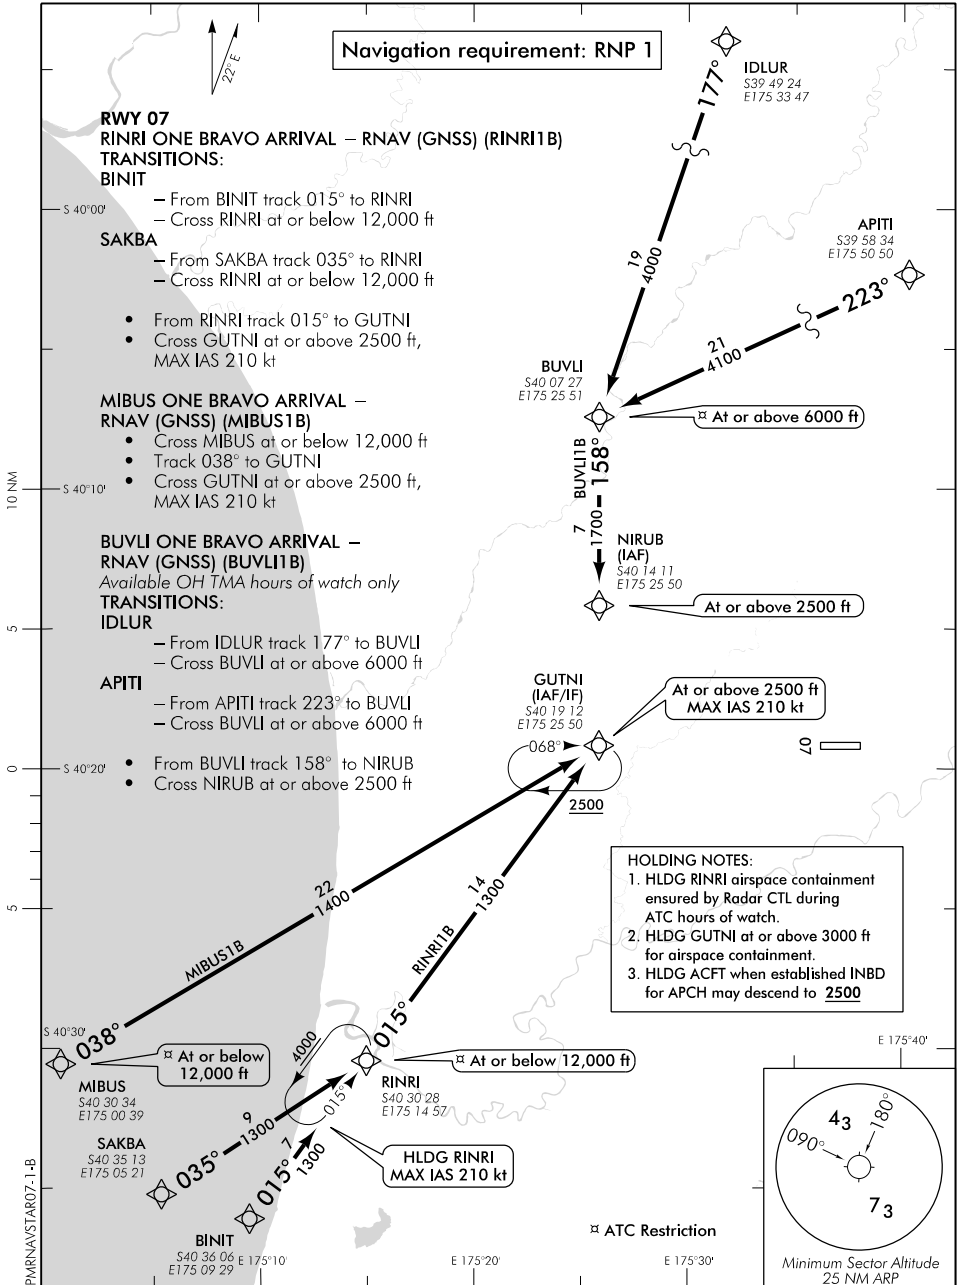 Navigation requirement: RNP 1
22° E
RWY 07
RINRI ONE BRAVO ARRIVAL – RNAV (GNSS) (RINRI1B)
TRANSITIONS:
BINIT
– From BINIT track 015° to RINRI
– Cross RINRI at or below 12,000 ft
SAKBA
– From SAKBA track 035° to RINRI
– Cross RINRI at or below 12,000 ft
• From RINRI track 015° to GUTNI
• Cross GUTNI at or above 2500 ft,
MAX IAS 210 kt
MIBUS ONE BRAVO ARRIVAL –
RNAV (GNSS) (MIBUS1B)
• Cross MIBUS at or below 12,000 ft
• Track 038° to GUTNI
• Cross GUTNI at or above 2500 ft,
MAX IAS 210 kt
BUVLI ONE BRAVO ARRIVAL –
RNAV (GNSS) (BUVLI1B)
Available OH TMA hours of watch only
TRANSITIONS:
IDLUR
– From IDLUR track 177° to BUVLI
– Cross BUVLI at or above 6000 ft
APITI
– From APITI track 223° to BUVLI
– Cross BUVLI at or above 6000 ft
• From BUVLI track 158° to NIRUB
• Cross NIRUB at or above 2500 ft
S 40°00'
S 40°10'
S 40°20'
S 40°30'
10 NM
5
0
5
IDLUR
S39 49 24
E175 33 47
177°
19
4000
APITI
S39 58 34
E175 50 50
223°
21
4100
BUVLI
S40 07 27
E175 25 51
¤ At or above 6000 ft
BUVLI1B
158°
7
1700
NIRUB
(IAF)
S40 14 11
E175 25 50
At or above 2500 ft
GUTNI
(IAF/IF)
S40 19 12
E175 25 50
At or above 2500 ft
MAX IAS 210 kt
068°
2500
07
22
1400
MIBUS1B
038°
14
1300
RINRI1B
015°
HOLDING NOTES:
1. HLDG RINRI airspace containment
ensured by Radar CTL during
ATC hours of watch.
2. HLDG GUTNI at or above 3000 ft
for airspace containment.
3. HLDG ACFT when established INBD
for APCH may descend to 2500
MIBUS
S40 30 34
E175 00 39
¤ At or below
12,000 ft
4000
015°
¤ At or below 12,000 ft
RINRI
S40 30 28
E175 14 57
SAKBA
S40 35 13
E175 05 21
035°
9
1300
HLDG RINRI
MAX IAS 210 kt
BINIT
S40 36 06
E175 09 29
015°
7
1300
E 175°10'
E 175°20'
E 175°30'
E 175°40'
¤ ATC Restriction
43
73
090°
180°
Minimum Sector Altitude
25 NM ARP
PMRNAVSTAR07-1-B